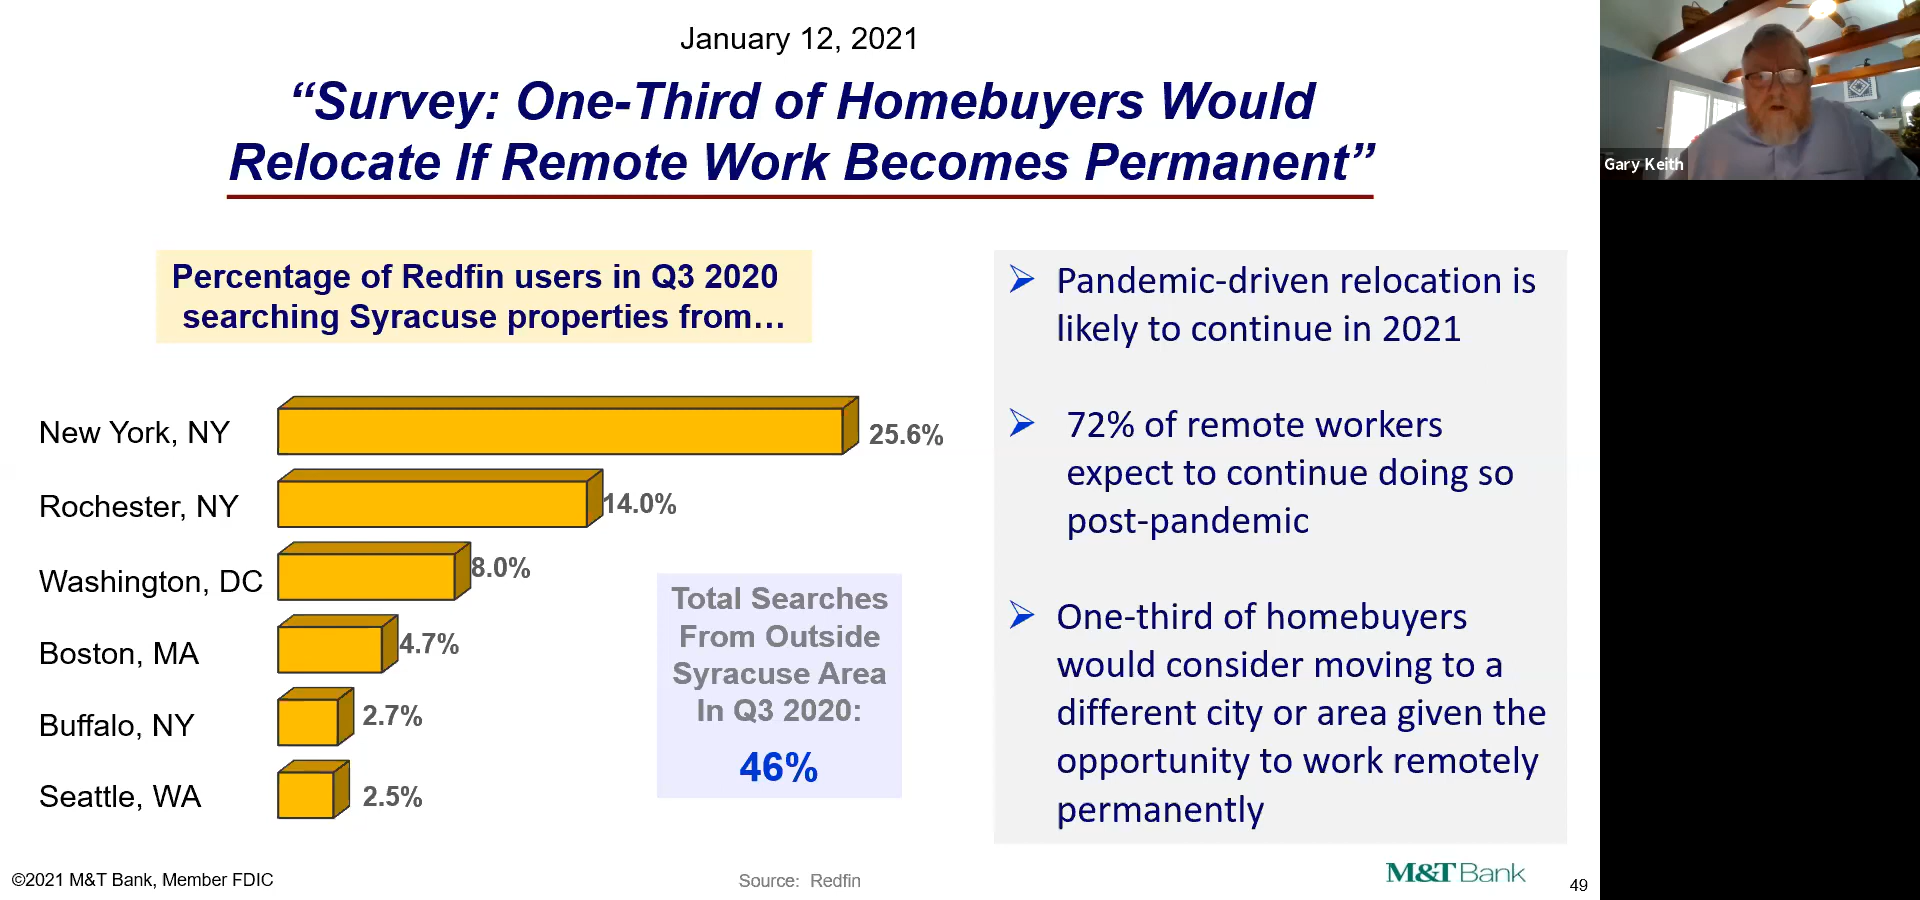 January 12, 2021
“Survey: One-Third of Homebuyers Would
Relocate If Remote Work Becomes Permanent”
Percentage of Redfin users in Q3 2020
searching Syracuse properties from…
New York, NY
25.6%
Rochester, NY
14.0%
Washington, DC
8.0%
Boston, MA
4.7%
Buffalo, NY
2.7%
Seattle, WA
2.5%
Total Searches
From Outside
Syracuse Area
In Q3 2020:
46%
Pandemic-driven relocation is
likely to continue in 2021
72% of remote workers
expect to continue doing so
post-pandemic
One-third of homebuyers
would consider moving to a
different city or area given the
opportunity to work remotely
permanently
©2021 M&T Bank, Member FDIC
Source: Redfin
M&T Bank
49
Gary Keith